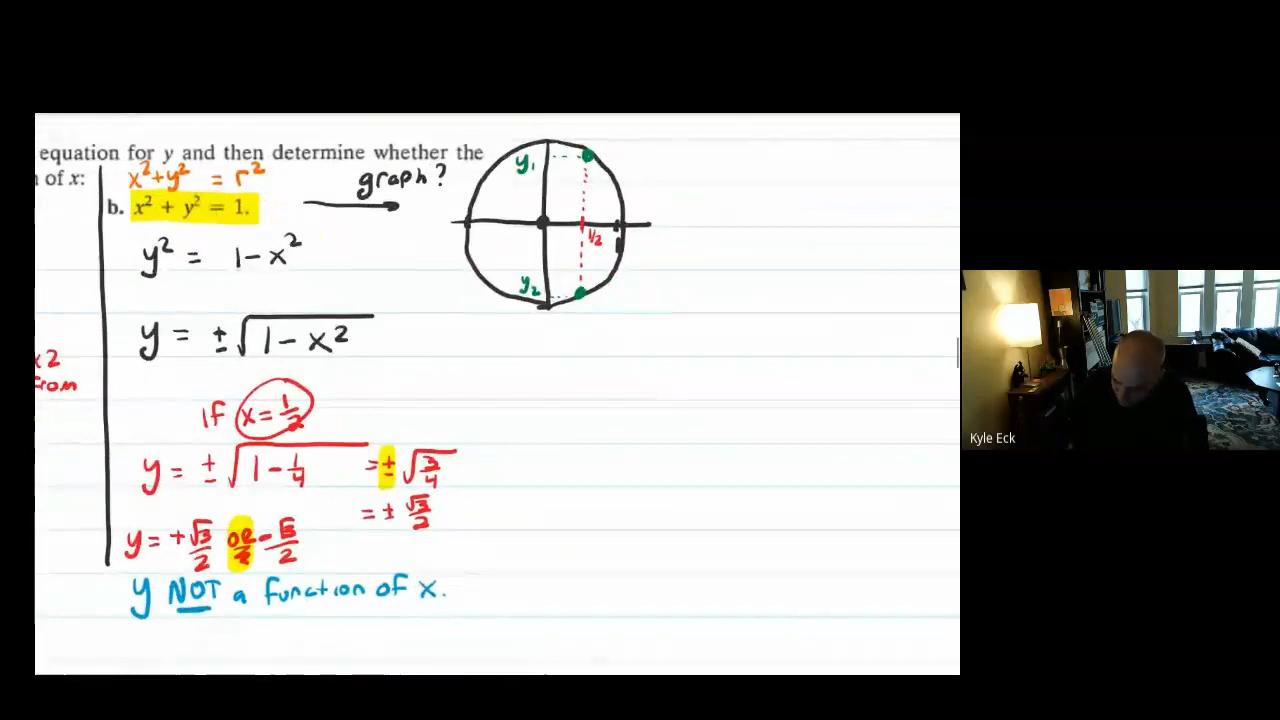 equation for y and then determine whether the
of x:
x² + y² = r²
graph?
b. x² + y² = 1.
y² = 1 - x²
y = ±√(1 - x²)
y₁
1/2
y₂
x2
from
if x = 1/2
y = ±√(1 - 1/4) = ±√(3/4)
= ± √3/2
y = + √3/2 or - √3/2
y NOT a function of x.
Kyle Eck